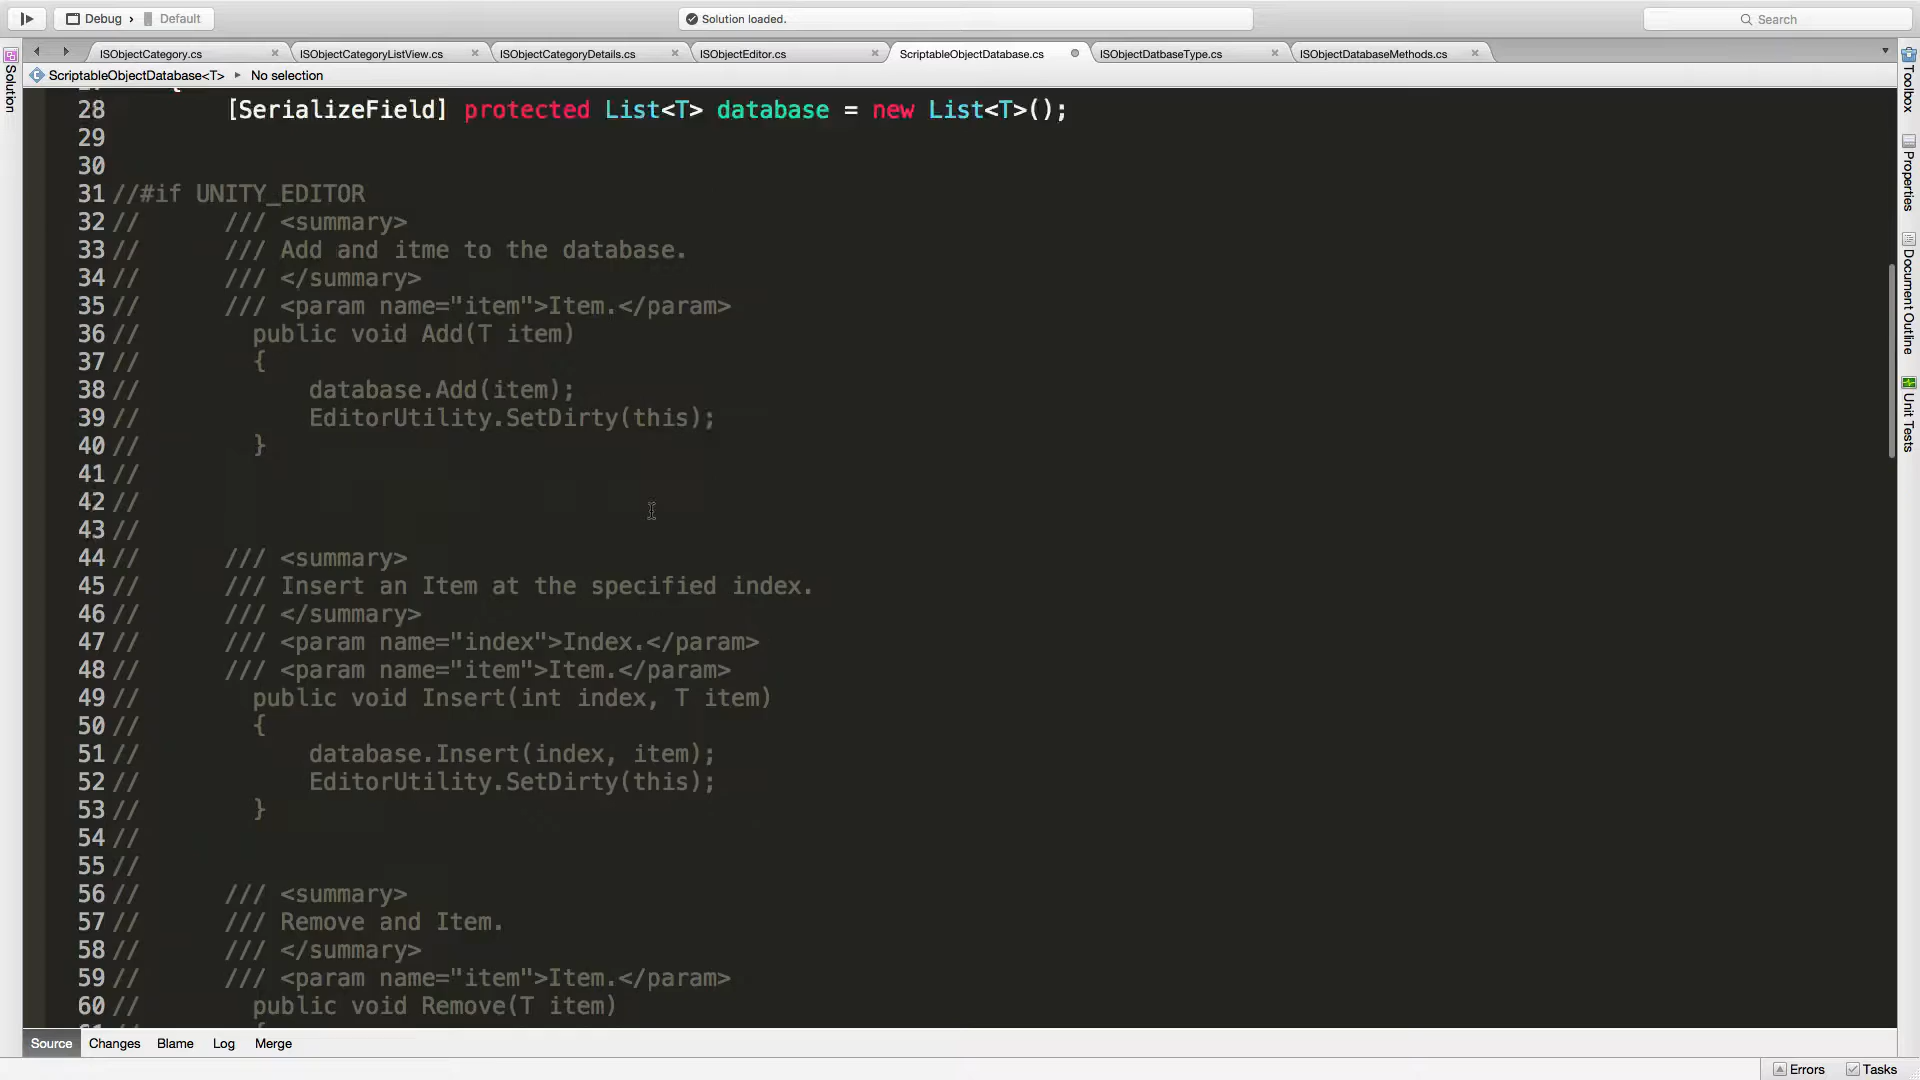 Debug › Default
Solution loaded.
Search
ISObjectCategory.cs
ISObjectCategoryListView.cs
ISObjectCategoryDetails.cs
ISObjectEditor.cs
ScriptableObjectDatabase.cs
ISObjectDatbaseType.cs
ISObjectDatabaseMethods.cs
ScriptableObjectDatabase<T> ▸ No selection
Solution
28 [SerializeField] protected List<T> database = new List<T>();
29
30
31 //#if UNITY_EDITOR
32 // /// <summary>
33 // /// Add and itme to the database.
34 // /// </summary>
35 // /// <param name="item">Item.</param>
36 // public void Add(T item)
37 // {
38 // database.Add(item);
39 // EditorUtility.SetDirty(this);
40 // }
41 //
42 //
43 //
44 // /// <summary>
45 // /// Insert an Item at the specified index.
46 // /// </summary>
47 // /// <param name="index">Index.</param>
48 // /// <param name="item">Item.</param>
49 // public void Insert(int index, T item)
50 // {
51 // database.Insert(index, item);
52 // EditorUtility.SetDirty(this);
53 // }
54 //
55 //
56 // /// <summary>
57 // /// Remove and Item.
58 // /// </summary>
59 // /// <param name="item">Item.</param>
60 // public void Remove(T item)
Toolbox
Properties
Document Outline
Unit Tests
Source Changes Blame Log Merge
Errors Tasks